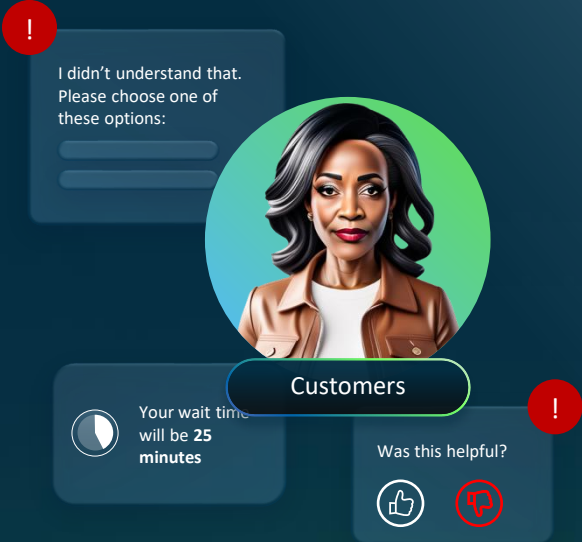 !
I didn’t understand that.
Please choose one of
these options:
Customers
Your wait time
will be 25
minutes
!
Was this helpful?